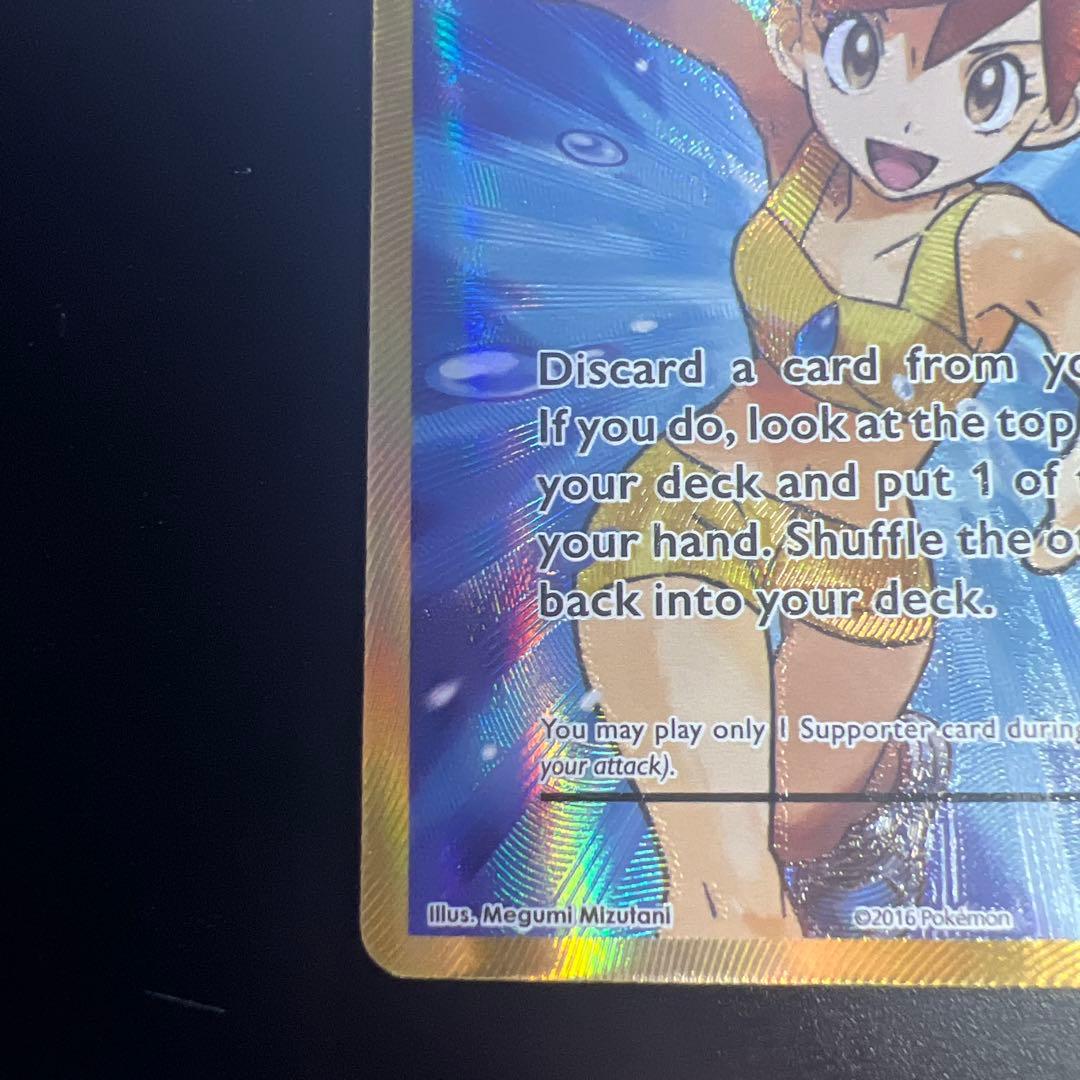 Discard a card from
If you do, look at the top
your deck and put 1 of
your hand. Shuffle the
back into your deck.
You may play only 1 Supporter card during
your attack).
Illus. Megumi Mizutani
©2016 Pokémon